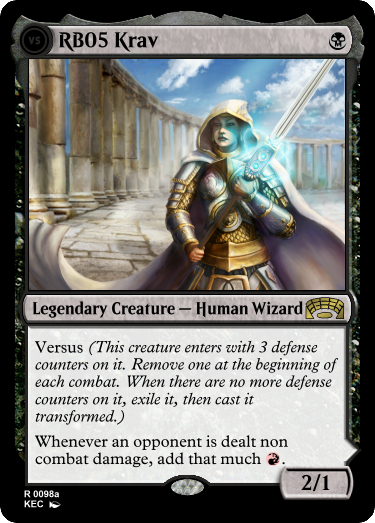 VS
RB05 Krav
Legendary Creature — Human Wizard
Versus (This creature enters with 3 defense
counters on it. Remove one at the beginning of
each combat. When there are no more defense
counters on it, exile it, then cast it
transformed.)
Whenever an opponent is dealt non
combat damage, add that much .
2/1
R 0098a
KEC